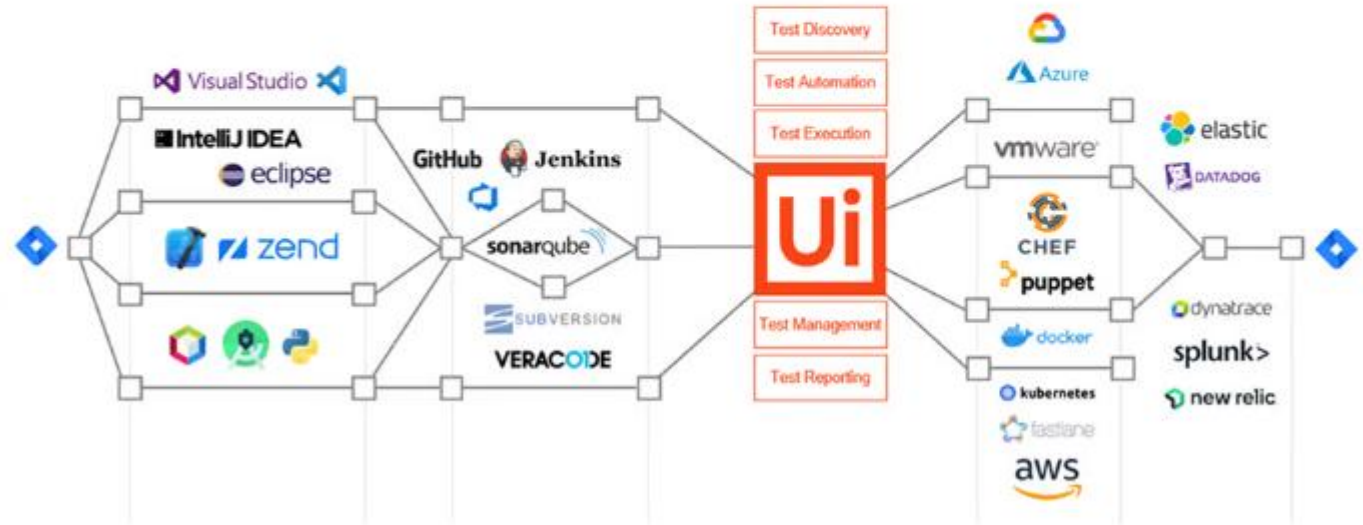 Visual Studio
IntelliJ IDEA
eclipse
zend
GitHub
Jenkins
sonarqube
SUBVERSION
VERACODE
Test Discovery
Test Automation
Test Execution
Ui
Test Management
Test Reporting
Azure
vmware
CHEF
puppet
docker
kubernetes
fastlane
aws
elastic
DATADOG
dynatrace
splunk>
new relic